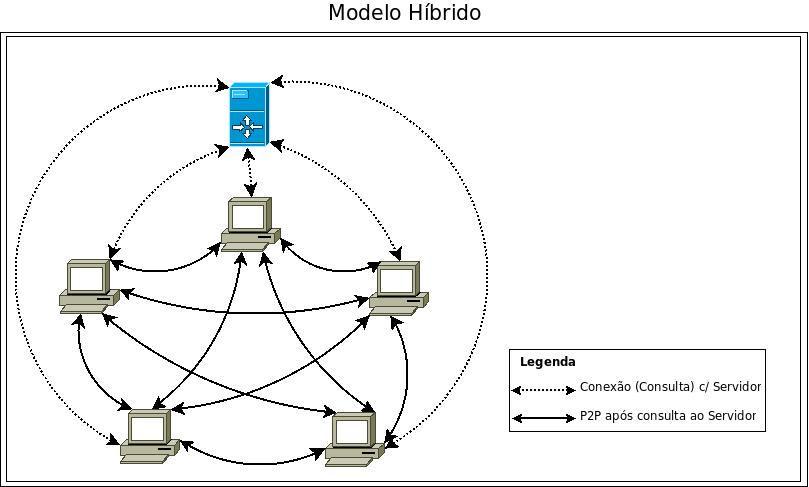 Modelo Híbrido
Legenda
Conexão (Consulta) c/ Servidor
P2P após consulta ao Servidor